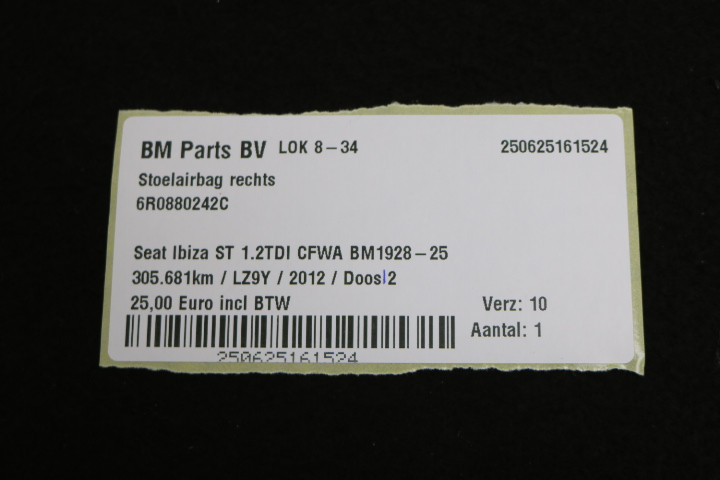 BM Parts BV LOK 8-34 250625161524
Stoelairbag rechts
6R0880242C
Seat Ibiza ST 1.2TDI CFWA BM1928-25
305.681km / LZ9Y / 2012 / Doos 2
25,00 Euro incl BTW Verz: 10
Aantal: 1
250625161524